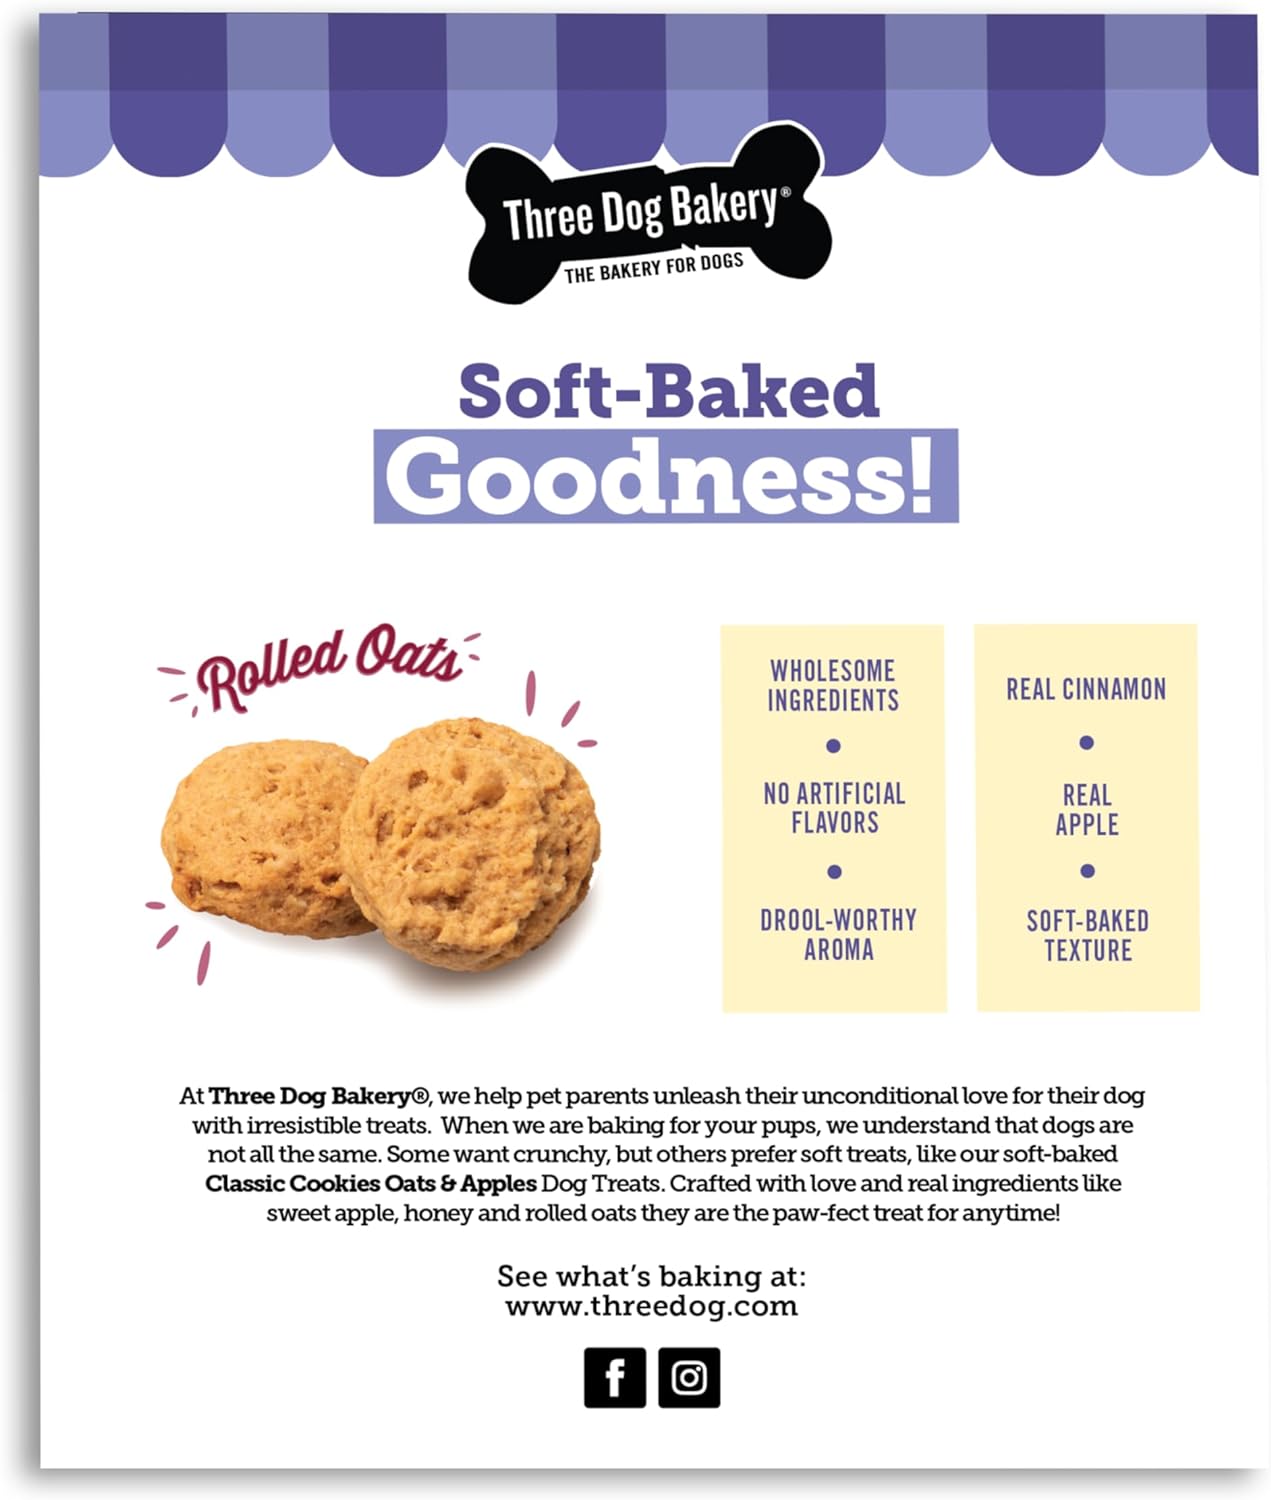 Three Dog Bakery®
THE BAKERY FOR DOGS
Soft-Baked
Goodness!
Rolled Oats
WHOLESOME
INGREDIENTS
NO ARTIFICIAL
FLAVORS
DROOL-WORTHY
AROMA
REAL CINNAMON
REAL
APPLE
SOFT-BAKED
TEXTURE
At Three Dog Bakery®, we help pet parents unleash their unconditional love for their dog
with irresistible treats. When we are baking for your pups, we understand that dogs are
not all the same. Some want crunchy, but others prefer soft treats, like our soft-baked
Classic Cookies Oats & Apples Dog Treats. Crafted with love and real ingredients like
sweet apple, honey and rolled oats they are the paw-fect treat for anytime!
See what's baking at:
www.threedog.com
f